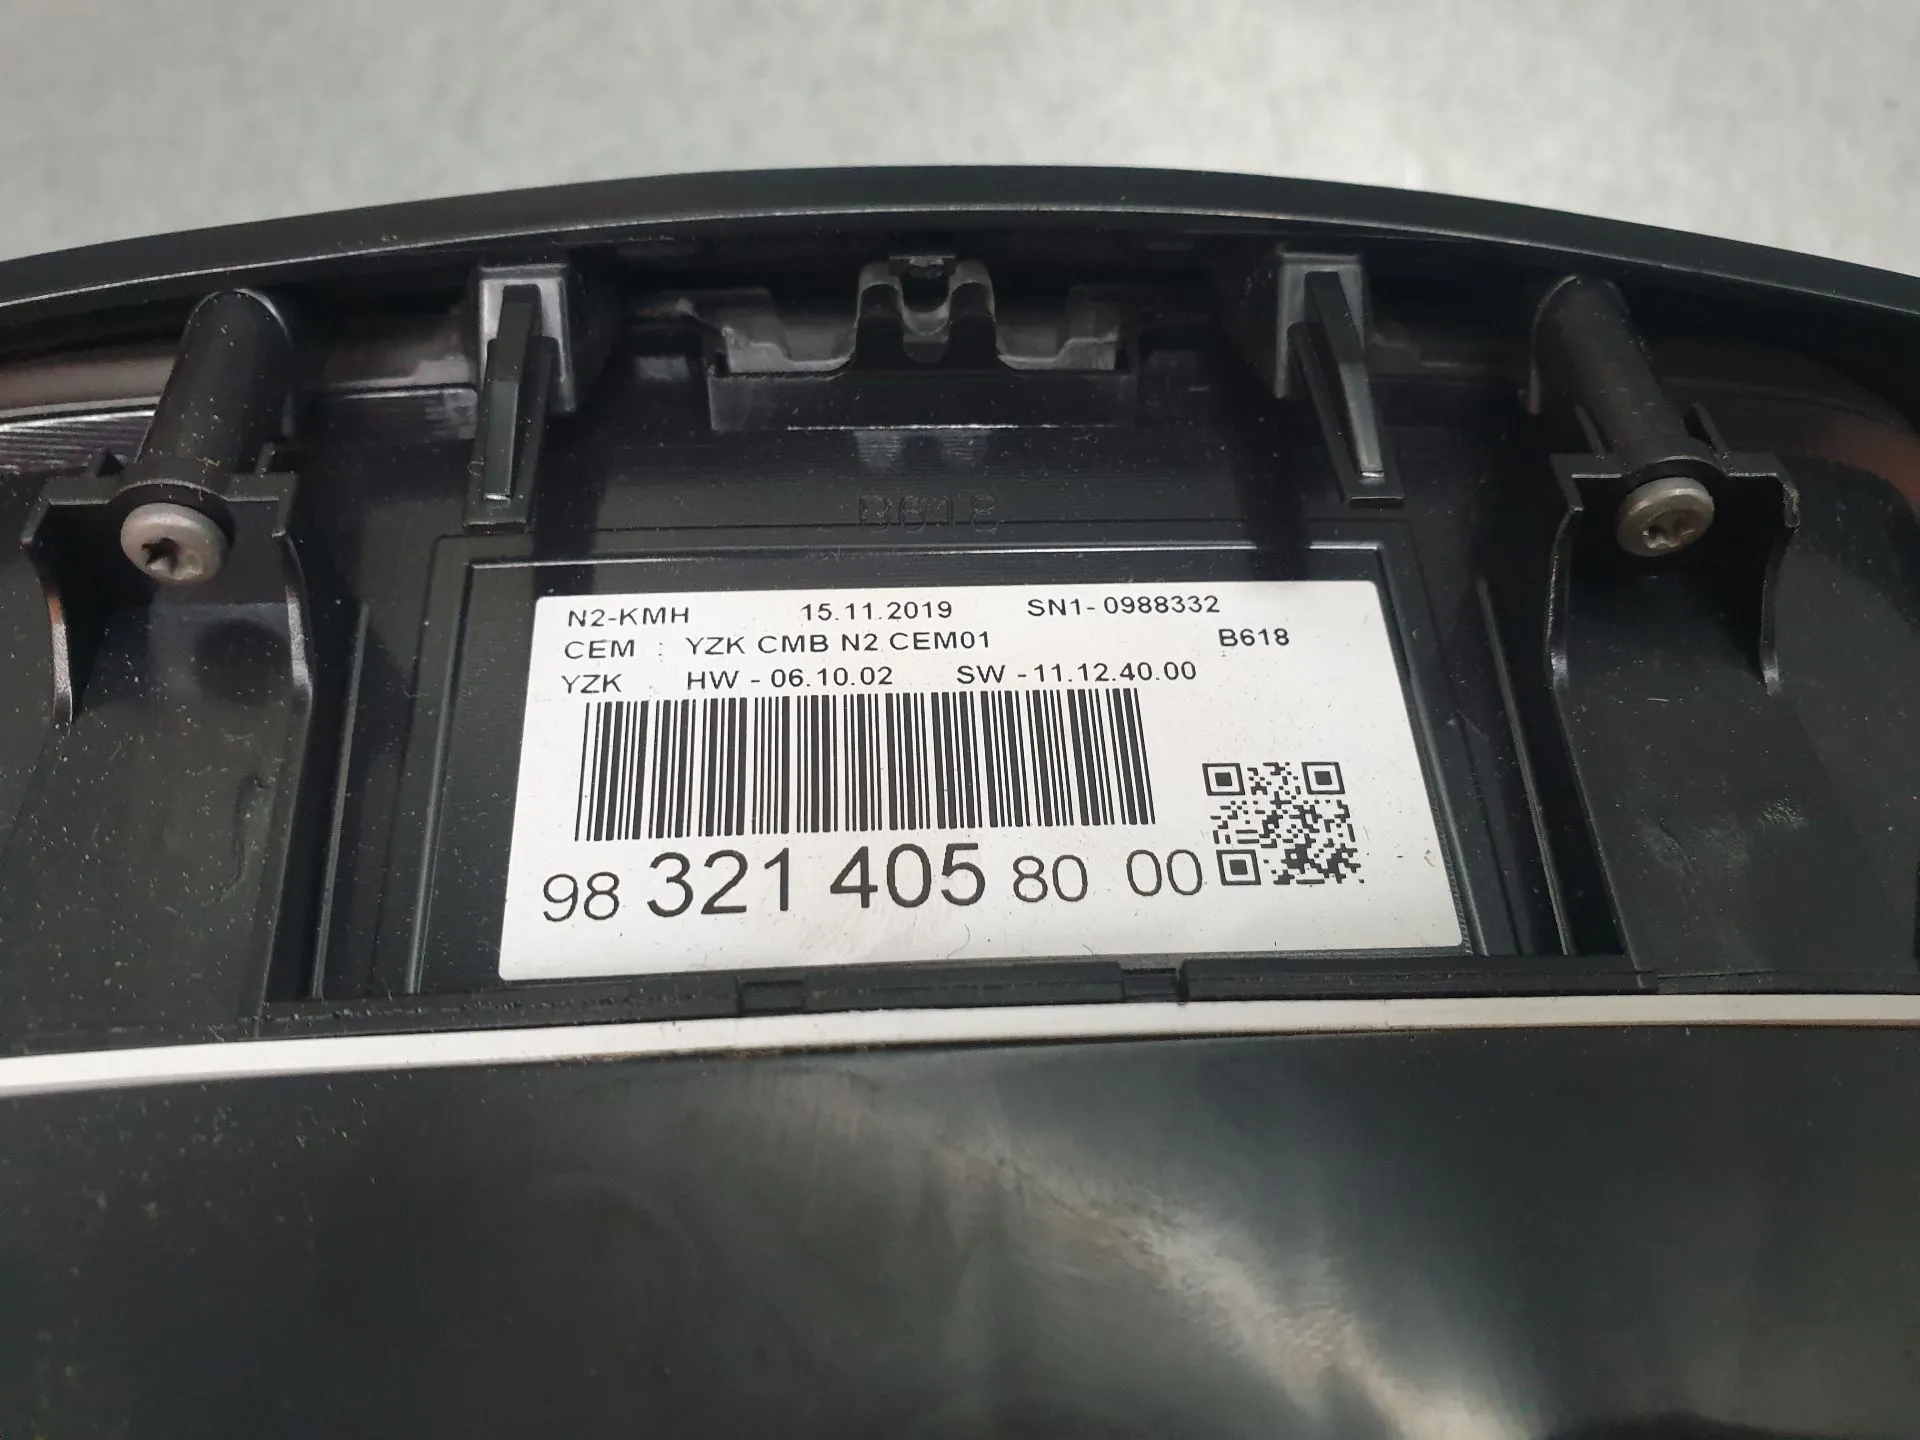 B618
N2-KMH 15.11.2019 SN1-0988332
CEM : YZK CMB N2 CEM01 B618
YZK HW - 06.10.02 SW -11.12.40.00
98 321 405 80 00